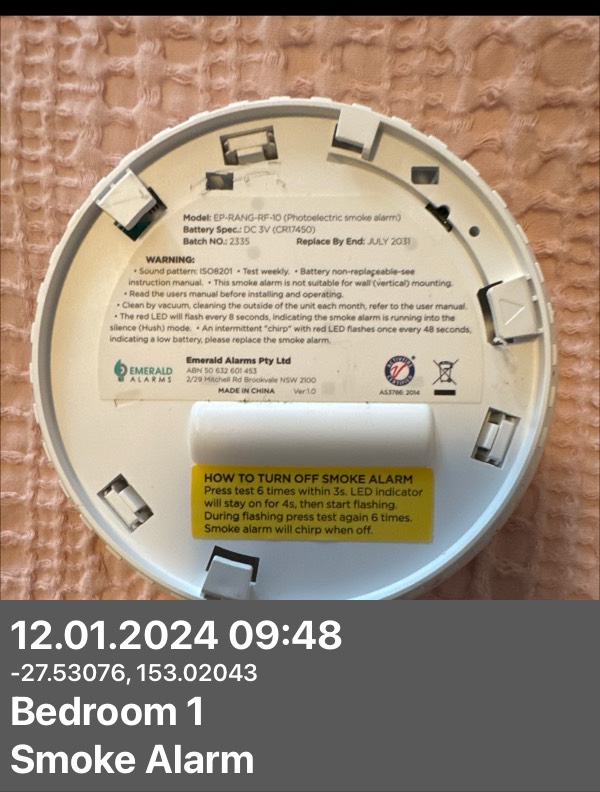 Model: EP-RANG-RF-10 (Photoelectric smoke alarm)
Battery Spec.: DC 3V (CR17450)
Batch NO.: 2335 Replace By End: JULY 2031
WARNING:
• Sound pattern: ISO8201 • Test weekly. • Battery non-replaceable-see
instruction manual. • This smoke alarm is not suitable for wall (vertical) mounting.
• Read the users manual before installing and operating.
• Clean by vacuum, cleaning the outside of the unit each month, refer to the user manual.
• The red LED will flash every 8 seconds, indicating the smoke alarm is not running into the
silence (Hush) mode. • An intermittent "chirp" with red LED flashes once every 48 seconds,
indicating a low battery, please replace the smoke alarm.
EMERALD
ALARMS
Emerald Alarms Pty Ltd
ABN 50 632 601 453
2/29 Mitchell Rd Brookvale NSW 2100
MADE IN CHINA Ver:1.0
AS3786: 2014
HOW TO TURN OFF SMOKE ALARM
Press test 6 times within 3s. LED indicator
will stay on for 4s, then start flashing.
During flashing press test again 6 times.
Smoke alarm will chirp when off.
12.01.2024 09:48
-27.53076, 153.02043
Bedroom 1
Smoke Alarm